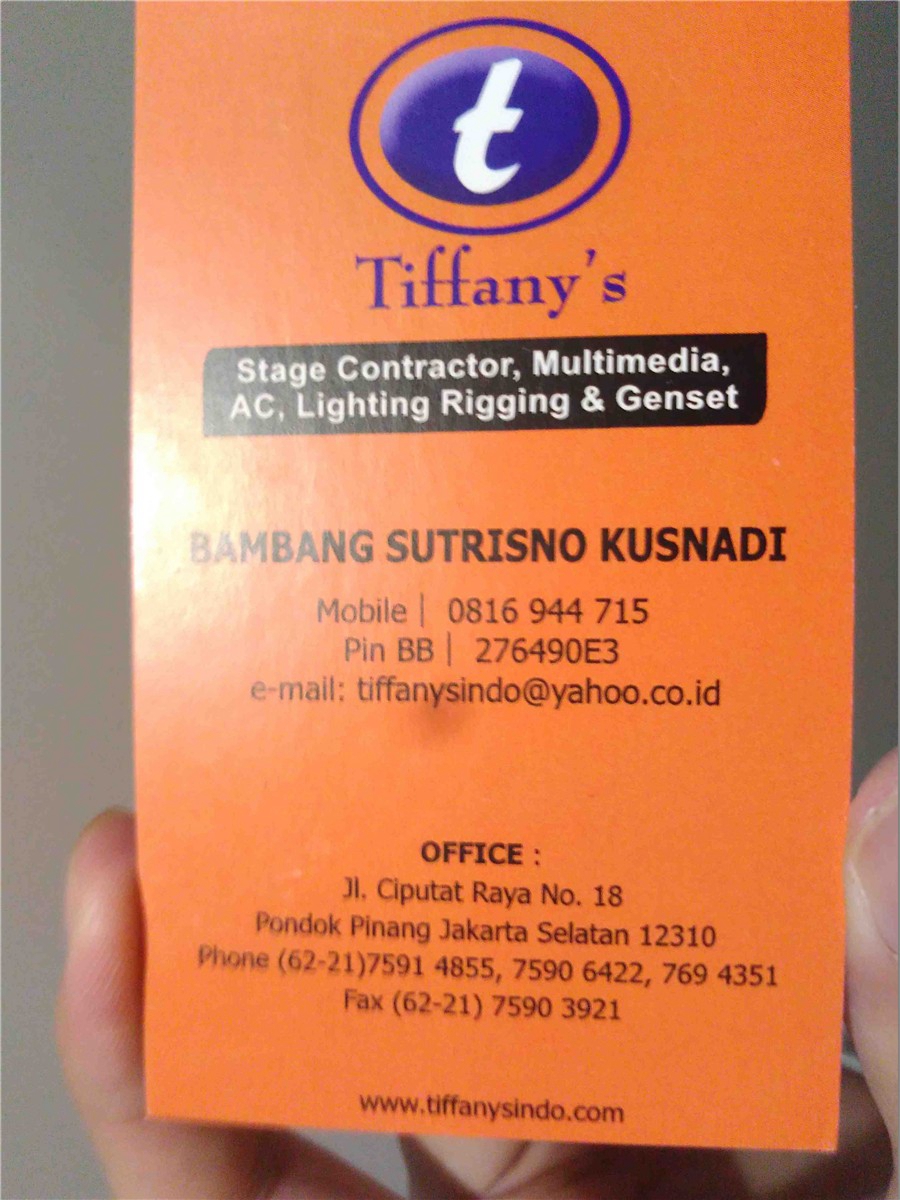 t
Tiffany's
Stage Contractor, Multimedia,
AC, Lighting Rigging & Genset
BAMBANG SUTRISNO KUSNADI
Mobile | 0816 944 715
Pin BB | 276490E3
e-mail: tiffanysindo@yahoo.co.id
OFFICE :
Jl. Ciputat Raya No. 18
Pondok Pinang Jakarta Selatan 12310
Phone (62-21)7591 4855, 7590 6422, 769 4351
Fax (62-21) 7590 3921
www.tiffanysindo.com